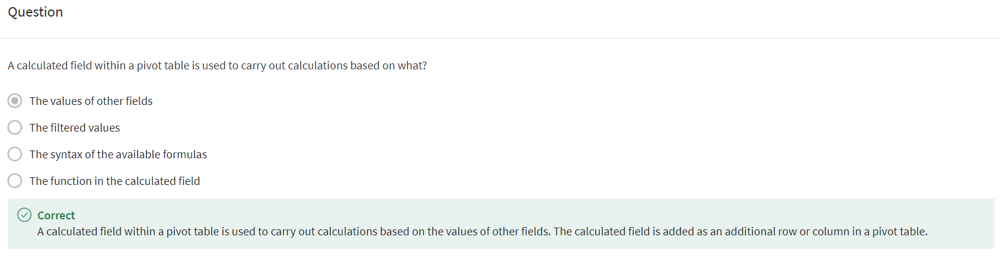 Question
A calculated field within a pivot table is used to carry out calculations based on what?
The values of other fields
The filtered values
The syntax of the available formulas
The function in the calculated field
Correct
A calculated field within a pivot table is used to carry out calculations based on the values of other fields. The calculated field is added as an additional row or column in a pivot table.